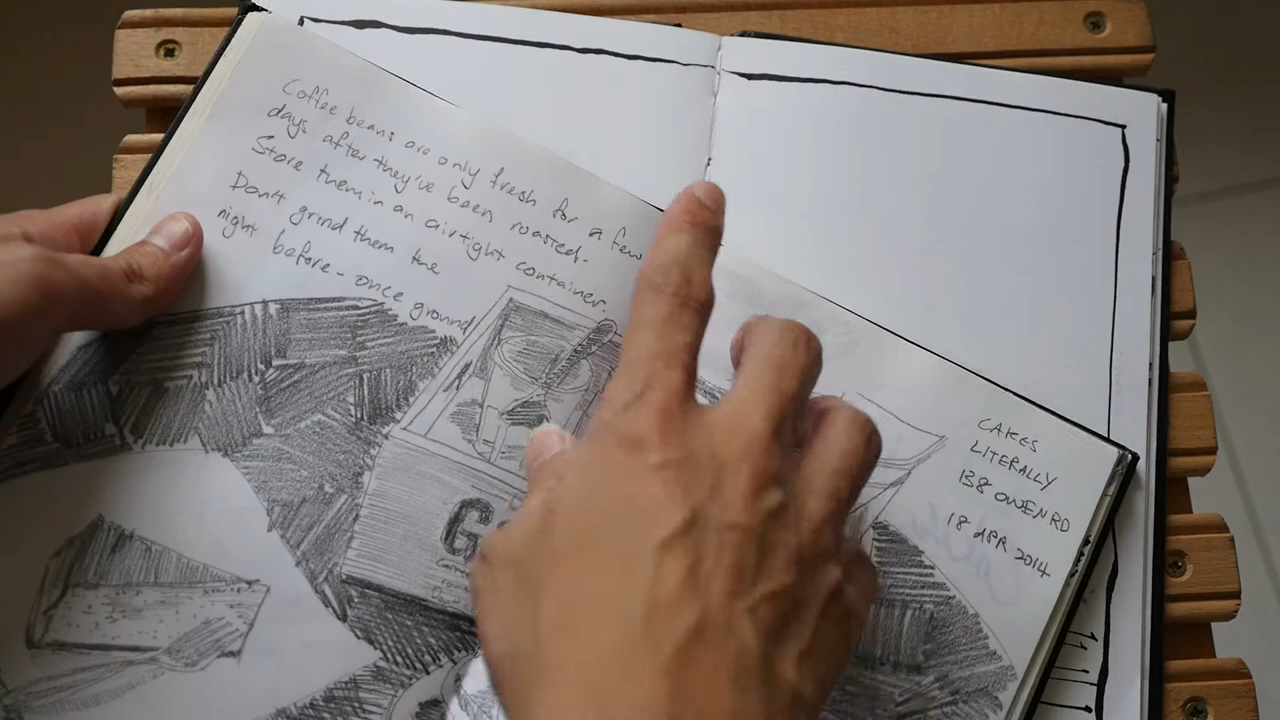 Coffee beans are only fresh for a few
days after they've been roasted.
Store them in an airtight container.
Don't grind them the
night before - once ground
G
CAKES
LITERALLY
138 OWEN RD
18 APR 2014